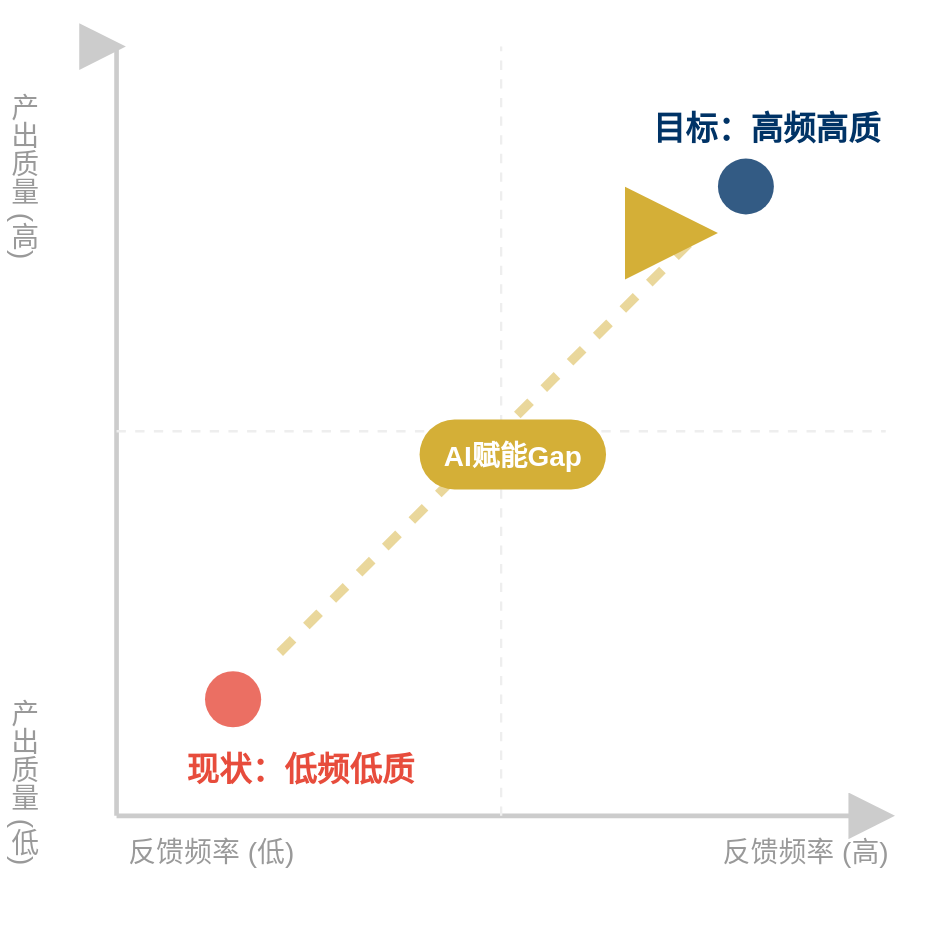 产出质量 (高)
目标：高频高质
AI赋能Gap
现状：低频低质
产出质量 (低)
反馈频率 (低)
反馈频率 (高)